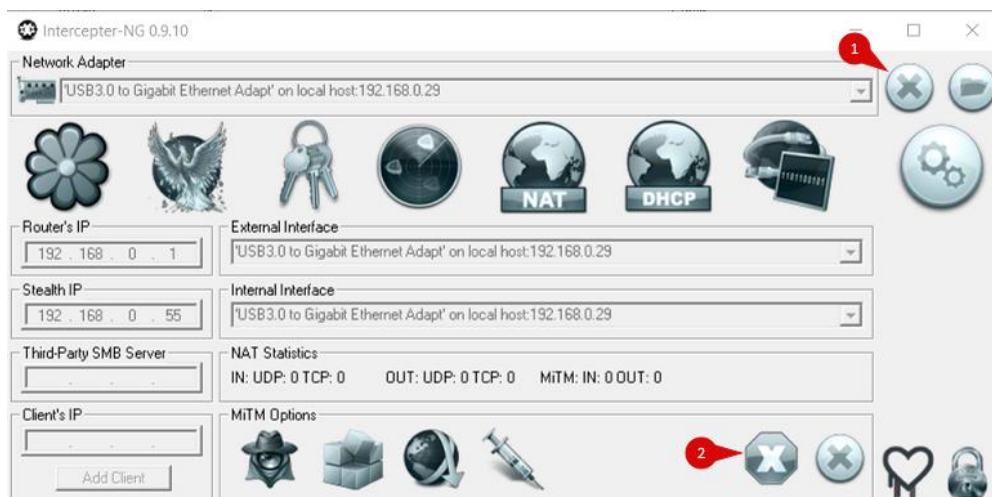 Intercepter-NG 0.9.10
1
Network Adapter
'USB3.0 to Gigabit Ethernet Adapt' on local host:192.168.0.29
NAT
DHCP
1101100101
Router's IP
192 . 168 . 0 . 1
External Interface
'USB3.0 to Gigabit Ethernet Adapt' on local host:192.168.0.29
Stealth IP
192 . 168 . 0 . 55
Internal Interface
'USB3.0 to Gigabit Ethernet Adapt' on local host:192.168.0.29
Third-Party SMB Server
NAT Statistics
IN: UDP: 0 TCP: 0 OUT: UDP: 0 TCP: 0 MiTM: IN: 0 OUT: 0
Client's IP
MiTM Options
2
Add Client